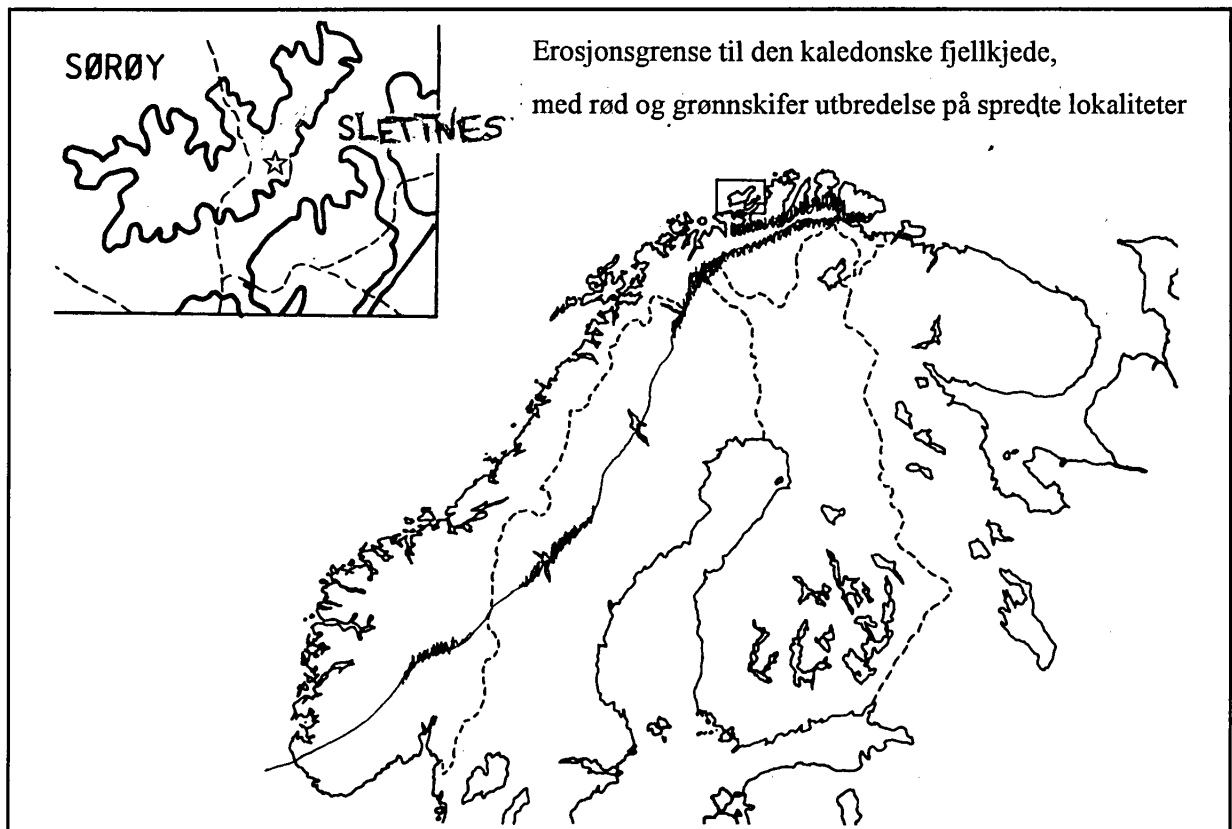 SØRØY
SLETTNES
Erosjonsgrense til den kaledonske fjellkjede,
med rød og grønnskifer utbredelse på spredte lokaliteter